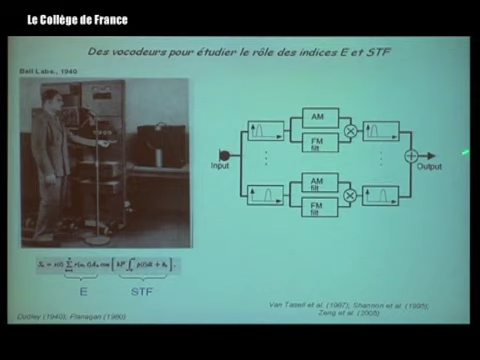 Le Collège de France
Des vocodeurs pour étudier le rôle des indices E et STF
Bell Labs., 1940
AM
FM
filt
Input
Output
AM
filt
FM
filt
E
STF
Dudley (1940); Flanagan (1980)
Van Tasell et al. (1987); Shannon et al. (1995);
Zeng et al. (2005)